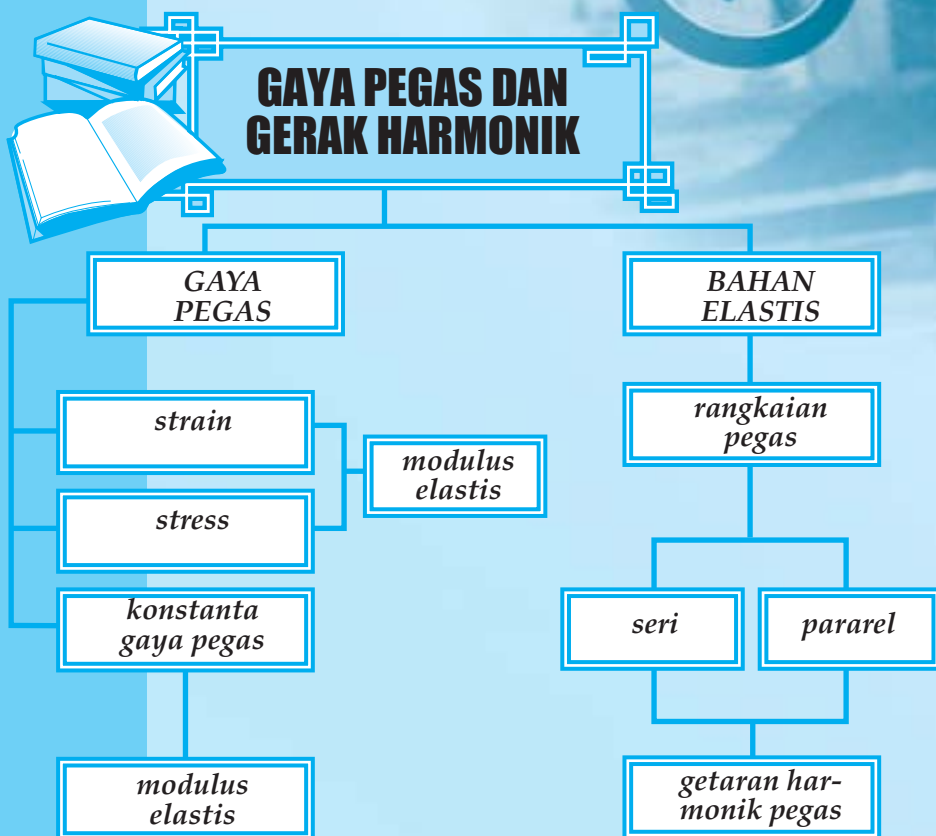 GAYA PEGAS DAN
GERAK HARMONIK
GAYA
PEGAS
BAHAN
ELASTIS
strain
stress
modulus
elastis
konstanta
gaya pegas
modulus
elastis
rangkaian
pegas
seri
pararel
getaran har-
monik pegas